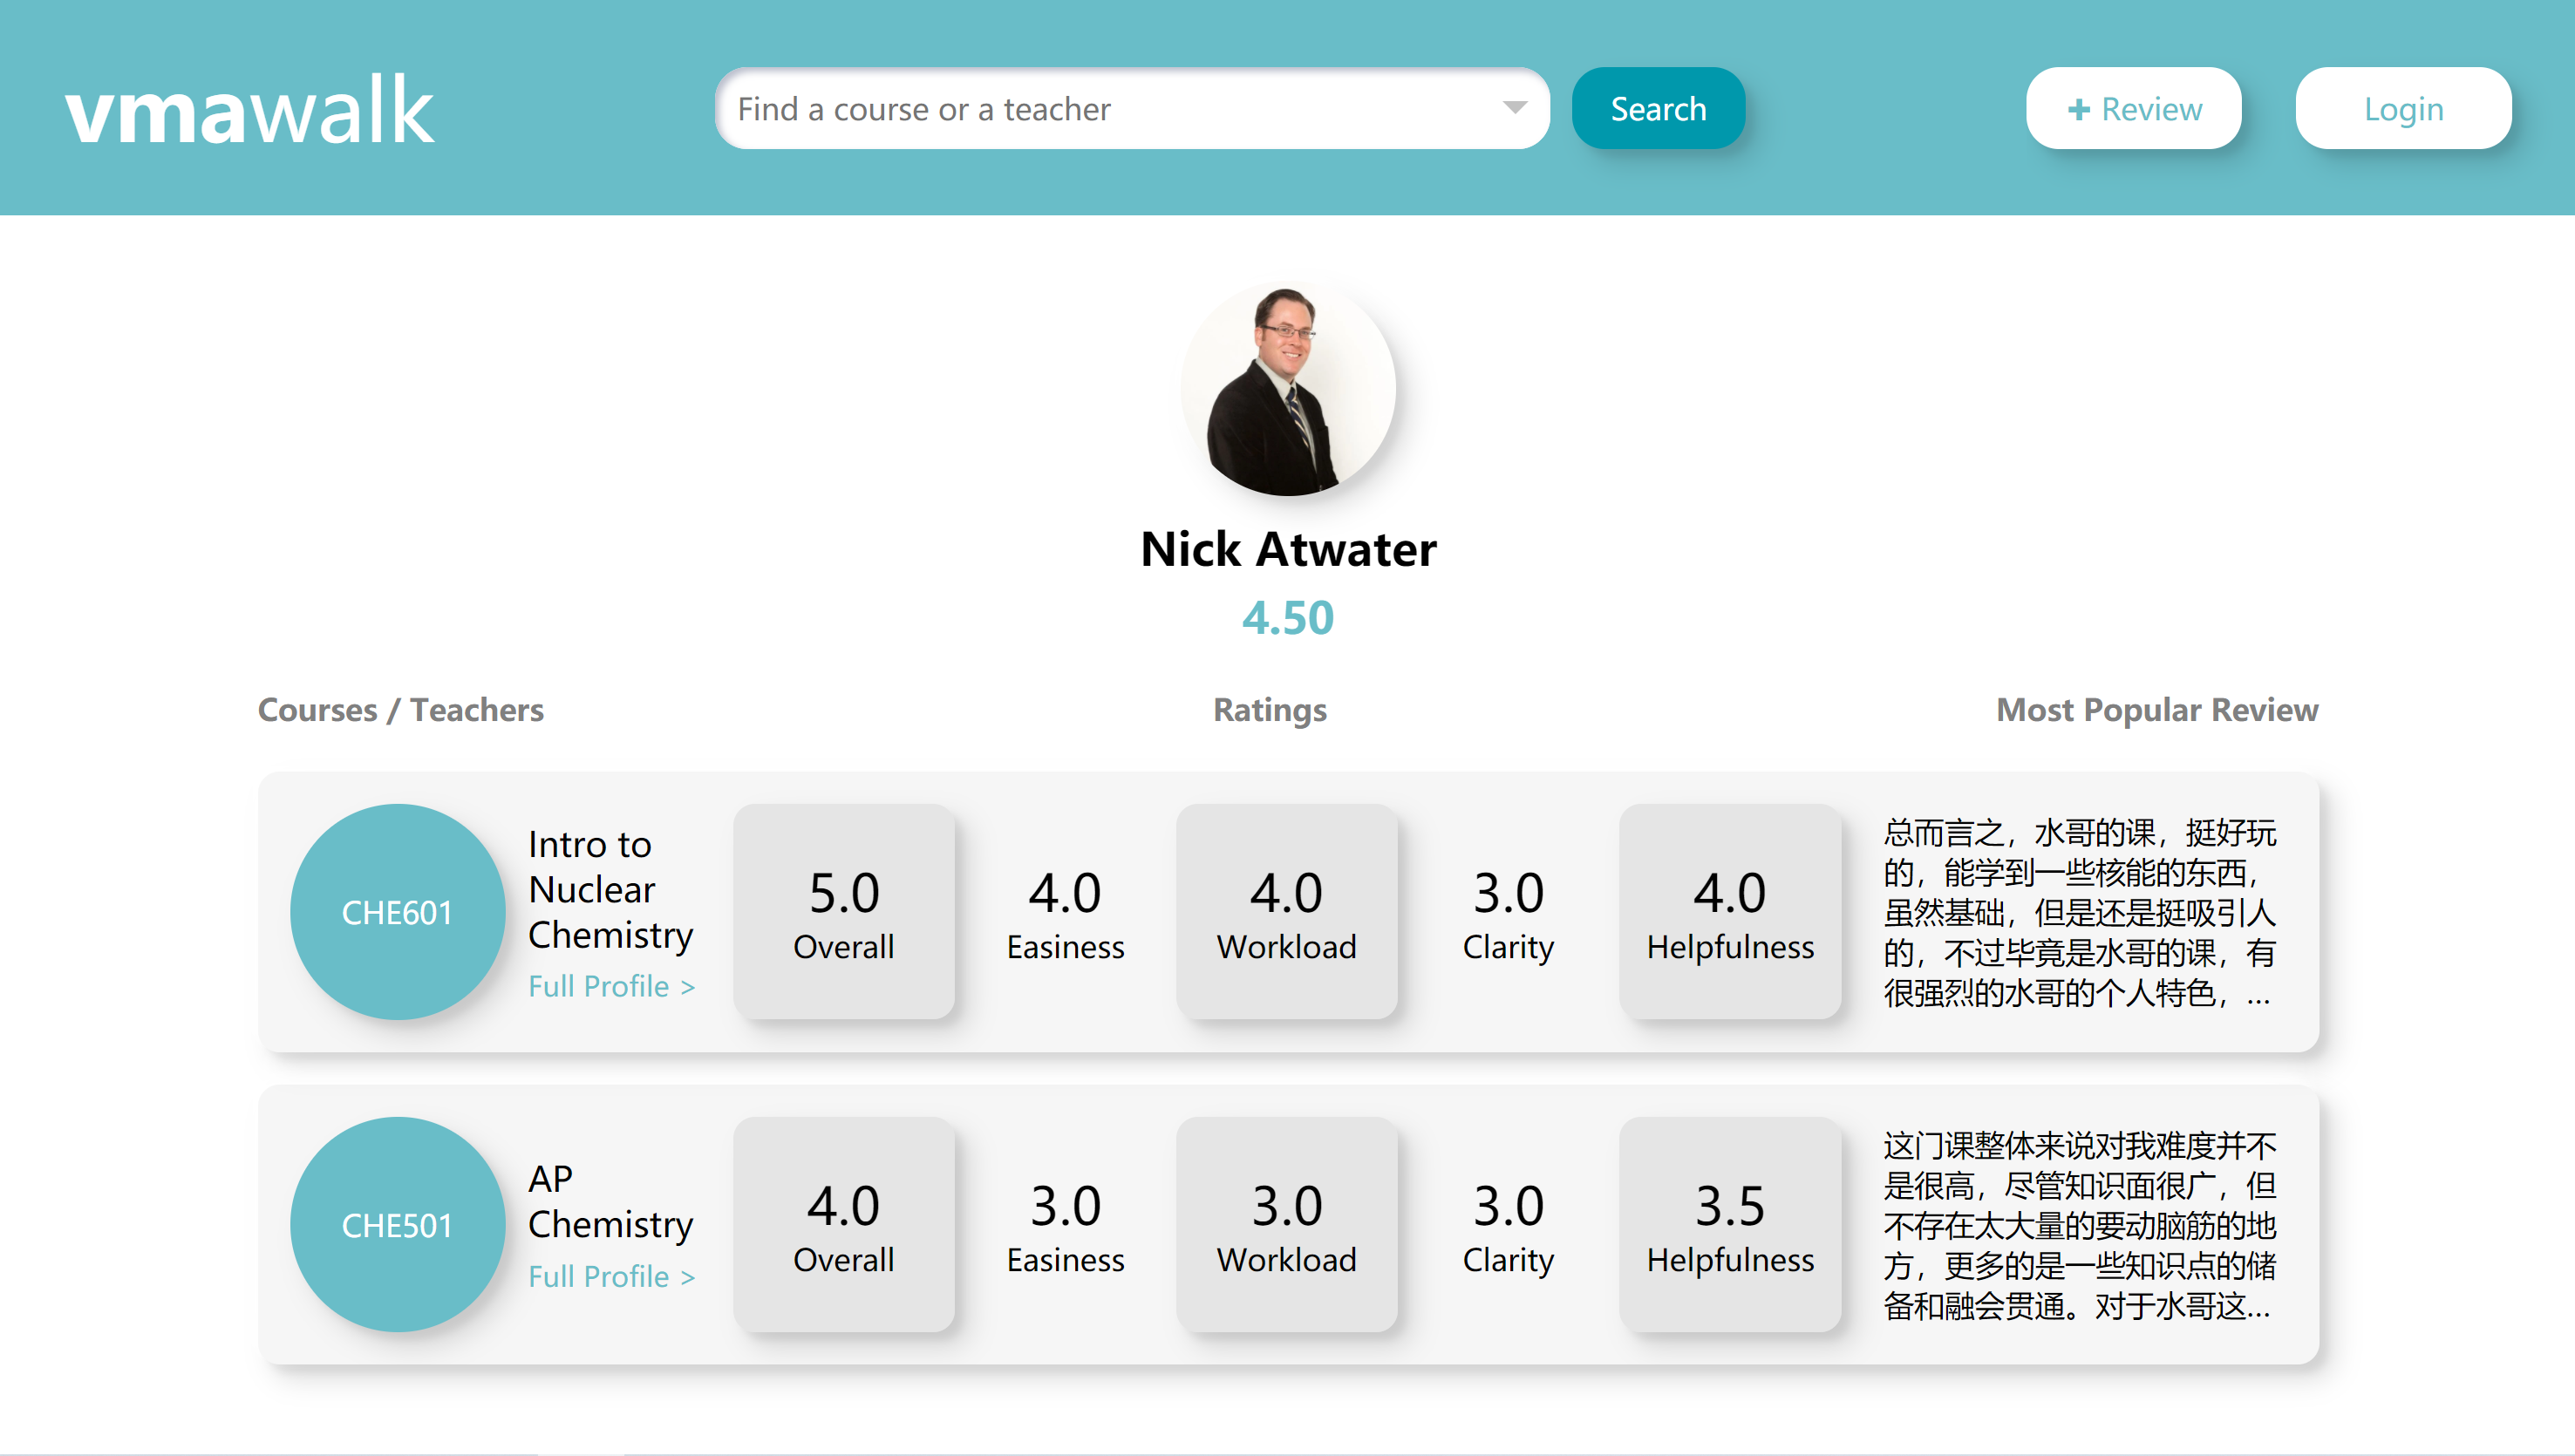 vmawalk
Find a course or a teacher
Search
+ Review
Login
Nick Atwater
4.50
Courses / Teachers
Ratings
Most Popular Review
CHE601
Intro to
Nuclear
Chemistry
Full Profile >
5.0
Overall
4.0
Easiness
4.0
Workload
3.0
Clarity
4.0
Helpfulness
总而言之，水哥的课，挺好玩
的，能学到一些核能的东西，
虽然基础，但是还是挺吸引人
的，不过毕竟是水哥的课，有
很强烈的水哥的个人特色，...
CHE501
AP
Chemistry
Full Profile >
4.0
Overall
3.0
Easiness
3.0
Workload
3.0
Clarity
3.5
Helpfulness
这门课整体来说对我难度并不
是很高，尽管知识面很广，但
不存在太大量的要动脑筋的地
方，更多的是一些知识点的储
备和融会贯通。对于水哥这...